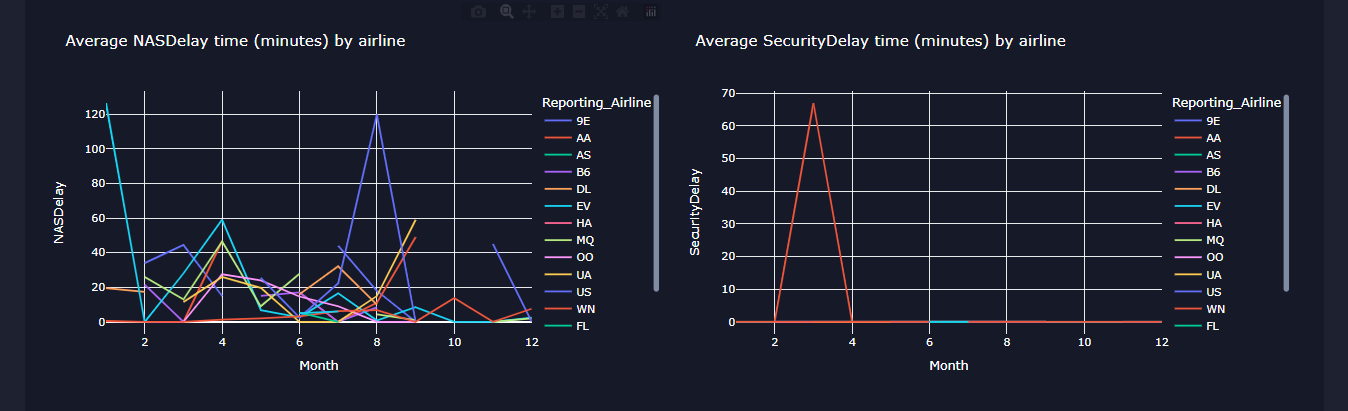 Average NASDelay time (minutes) by airline
NASDelay
120
100
80
60
40
20
0
2 4 6 8 10 12
Month
Reporting_Airline
9E
AA
AS
B6
DL
EV
HA
MQ
OO
UA
US
WN
FL
Average SecurityDelay time (minutes) by airline
SecurityDelay
70
60
50
40
30
20
10
0
2 4 6 8 10 12
Month
Reporting_Airline
9E
AA
AS
B6
DL
EV
HA
MQ
OO
UA
US
WN
FL